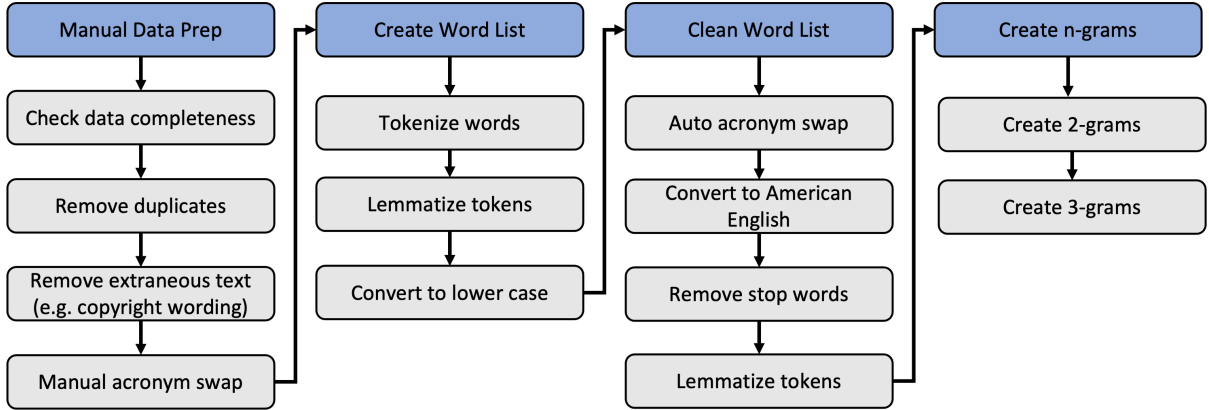 Manual Data Prep
Check data completeness
Remove duplicates
Remove extraneous text
(e.g. copyright wording)
Manual acronym swap
Create Word List
Tokenize words
Lemmatize tokens
Convert to lower case
Clean Word List
Auto acronym swap
Convert to American
English
Remove stop words
Lemmatize tokens
Create n-grams
Create 2-grams
Create 3-grams